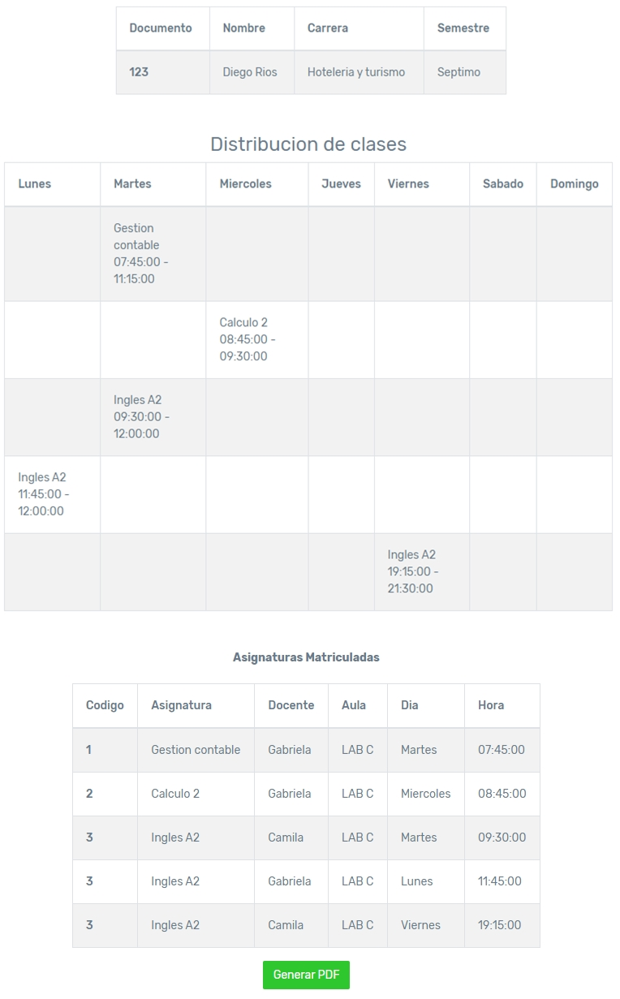 Documento Nombre Carrera Semestre
123 Diego Rios Hoteleria y turismo Septimo
Distribucion de clases
Lunes Martes Miercoles Jueves Viernes Sabado Domingo
Gestion
contable
07:45:00 -
11:15:00
Calculo 2
08:45:00 -
09:30:00
Ingles A2
09:30:00 -
12:00:00
Ingles A2
11:45:00 -
12:00:00
Ingles A2
19:15:00 -
21:30:00
Asignaturas Matriculadas
Codigo Asignatura Docente Aula Dia Hora
1 Gestion contable Gabriela LAB C Martes 07:45:00
2 Calculo 2 Gabriela LAB C Miercoles 08:45:00
3 Ingles A2 Camila LAB C Martes 09:30:00
3 Ingles A2 Gabriela LAB C Lunes 11:45:00
3 Ingles A2 Camila LAB C Viernes 19:15:00
Generar PDF